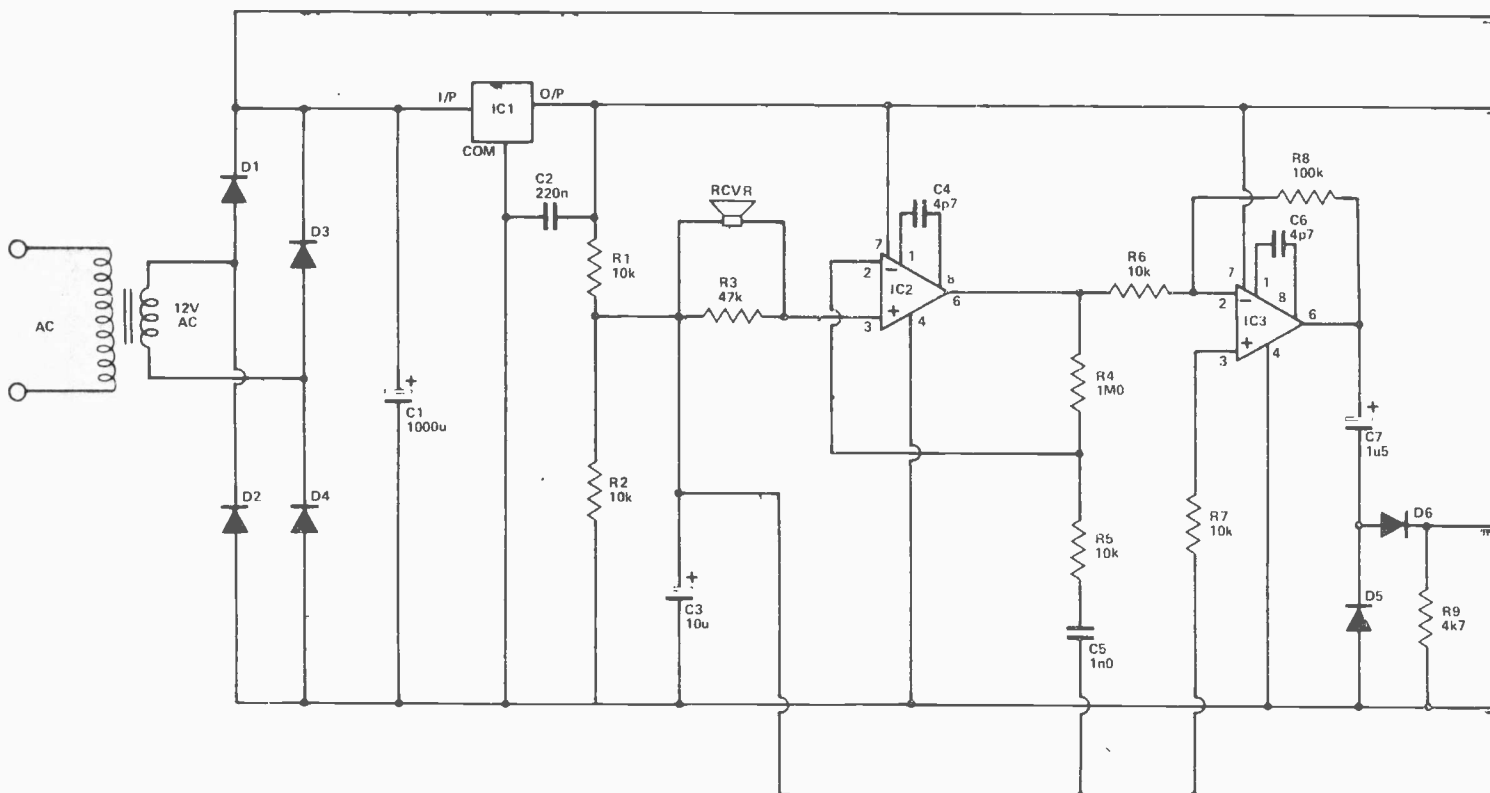 I/P
IC1
O/P
COM
D1
D3
C2
220n
RCVR
C4
4p7
R8
100k
C6
4p7
R1
10k
R3
47k
7
1
2
−
IC2
8
6
+
3
4
R6
10k
7
1
8
2
−
IC3
6
+
3
4
AC
12V
AC
+
C1
1000u
R4
1M0
+
C7
1u5
R2
10k
D2
D4
R5
10k
R7
10k
D6
+
C3
10u
C5
1n0
D5
R9
4k7